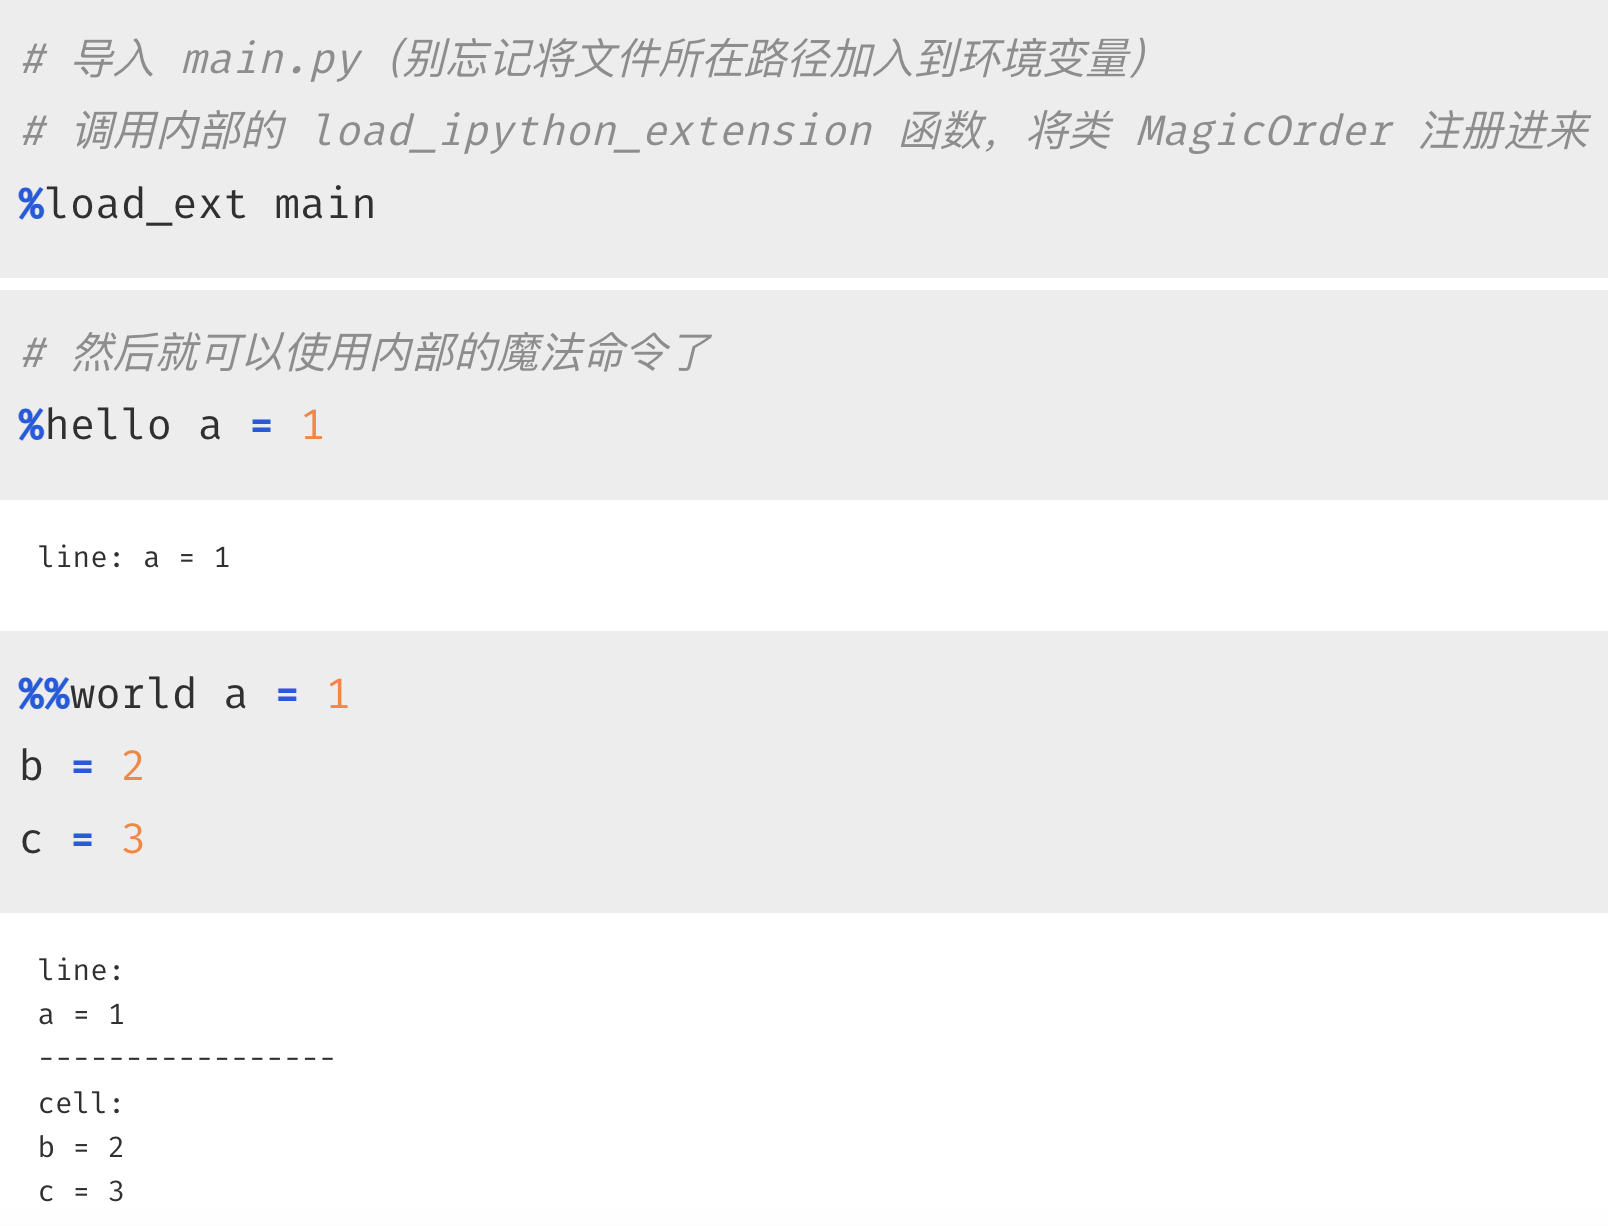 # 导入 main.py（别忘记将文件所在路径加入到环境变量）
# 调用内部的 load_ipython_extension 函数，将类 MagicOrder 注册进来
%load_ext main
# 然后就可以使用内部的魔法命令了
%hello a = 1
line: a = 1
%%world a = 1
b = 2
c = 3
line:
a = 1
-----------------
cell:
b = 2
c = 3